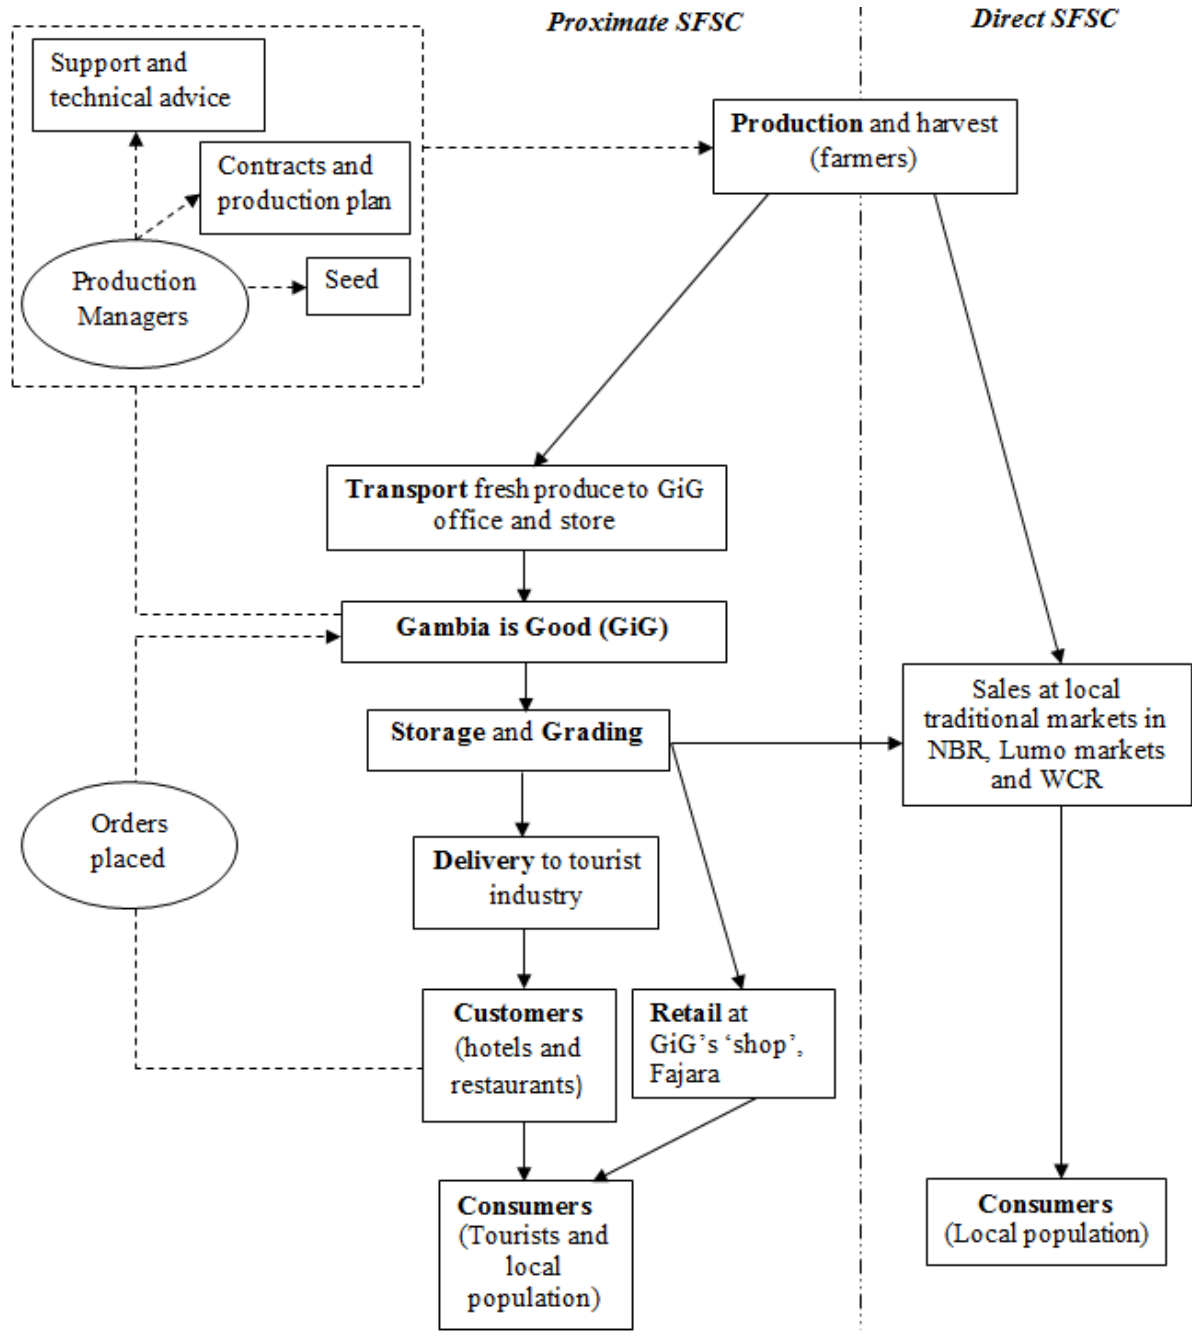 Proximate SFSC
Direct SFSC
Support and
technical advice
Contracts and
production plan
Production
Managers
Seed
Production and harvest
(farmers)
Transport fresh produce to GiG
office and store
Gambia is Good (GiG)
Storage and Grading
Sales at local
traditional markets in
NBR, Lumo markets
and WCR
Orders
placed
Delivery to tourist
industry
Customers
(hotels and
restaurants)
Retail at
GiG’s ‘shop’,
Fajara
Consumers
(Tourists and
local
population)
Consumers
(Local population)